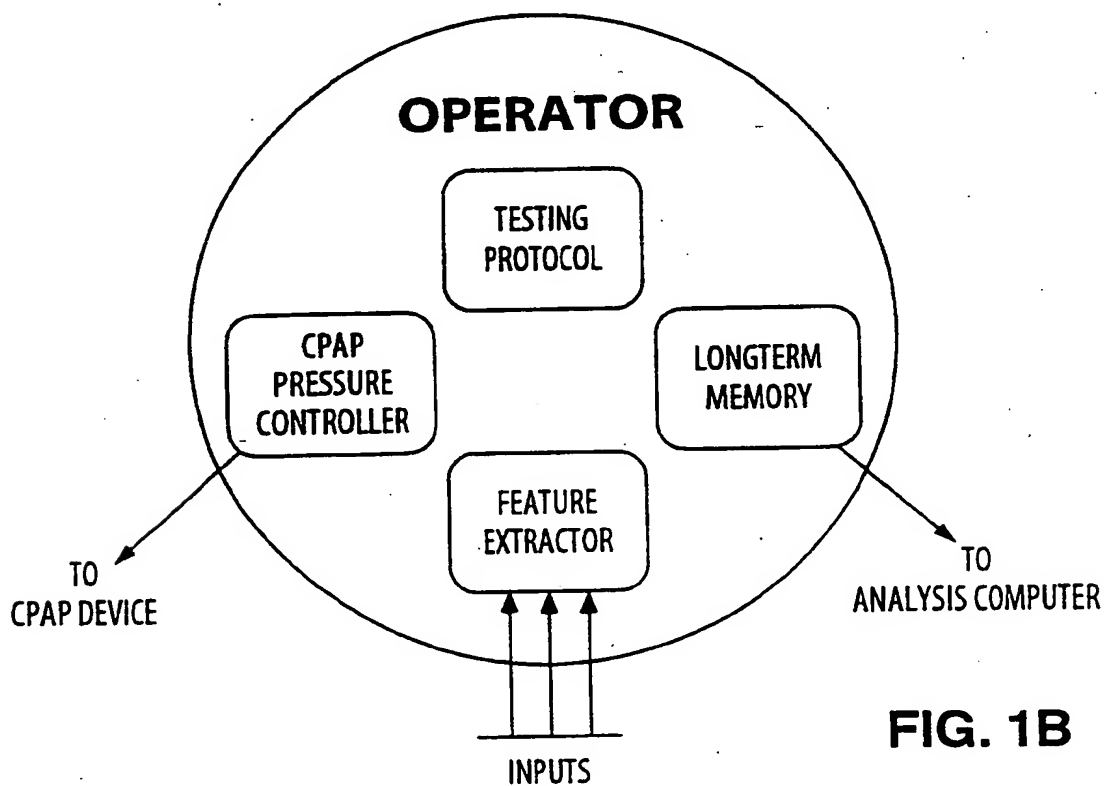 OPERATOR
TESTING
PROTOCOL
CPAP
PRESSURE
CONTROLLER
LONGTERM
MEMORY
FEATURE
EXTRACTOR
TO
CPAP DEVICE
TO
ANALYSIS COMPUTER
INPUTS
FIG. 1B